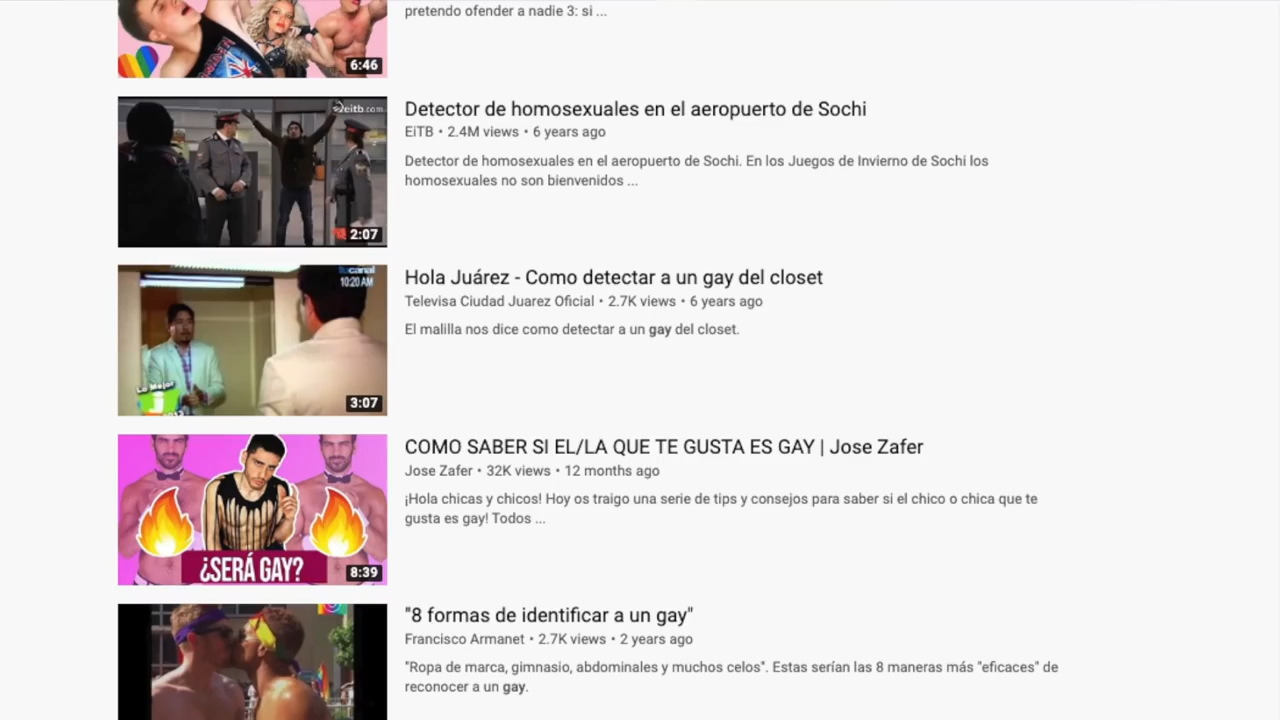 pretendo ofender a nadie 3: si ...
6:46
eitb.com
Detector de homosexuales en el aeropuerto de Sochi
EiTB • 2.4M views • 6 years ago
Detector de homosexuales en el aeropuerto de Sochi. En los Juegos de Invierno de Sochi los
homosexuales no son bienvenidos ...
2:07
canal
10:20 AM
Hola Juárez - Como detectar a un gay del closet
Televisa Ciudad Juarez Oficial • 2.7K views • 6 years ago
El malilla nos dice como detectar a un gay del closet.
Lo Mejor
3:07
COMO SABER SI EL/LA QUE TE GUSTA ES GAY | Jose Zafer
Jose Zafer • 32K views • 12 months ago
¡Hola chicas y chicos! Hoy os traigo una serie de tips y consejos para saber si el chico o chica que te
gusta es gay! Todos ...
¿SERÁ GAY?
8:39
"8 formas de identificar a un gay"
Francisco Armanet • 2.7K views • 2 years ago
"Ropa de marca, gimnasio, abdominales y muchos celos". Estas serían las 8 maneras más "eficaces" de
reconocer a un gay.